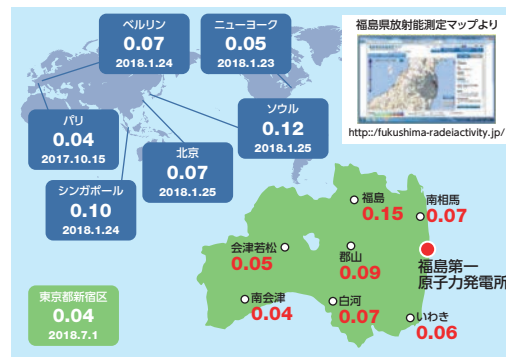 ベルリン
0.07
2018.1.24
ニューヨーク
0.05
2018.1.23
福島県放射能測定マップより
http://fukushima-radeiactivity.jp/
パリ
0.04
2017.10.15
北京
0.07
2018.1.25
ソウル
0.12
2018.1.25
シンガポール
0.10
2018.1.24
福島
0.15
南相馬
0.07
会津若松
0.05
郡山
0.09
福島第一
原子力発電所
南会津
0.04
白河
0.07
いわき
0.06
東京都新宿区
0.04
2018.7.1